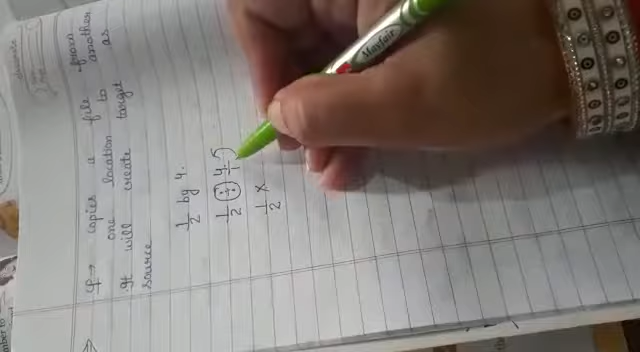 cp → copies a file from
one location to another
It will create target as
source
1/2 by 4.
1/2 ÷ 4/1
1/2 ×
Mayfair